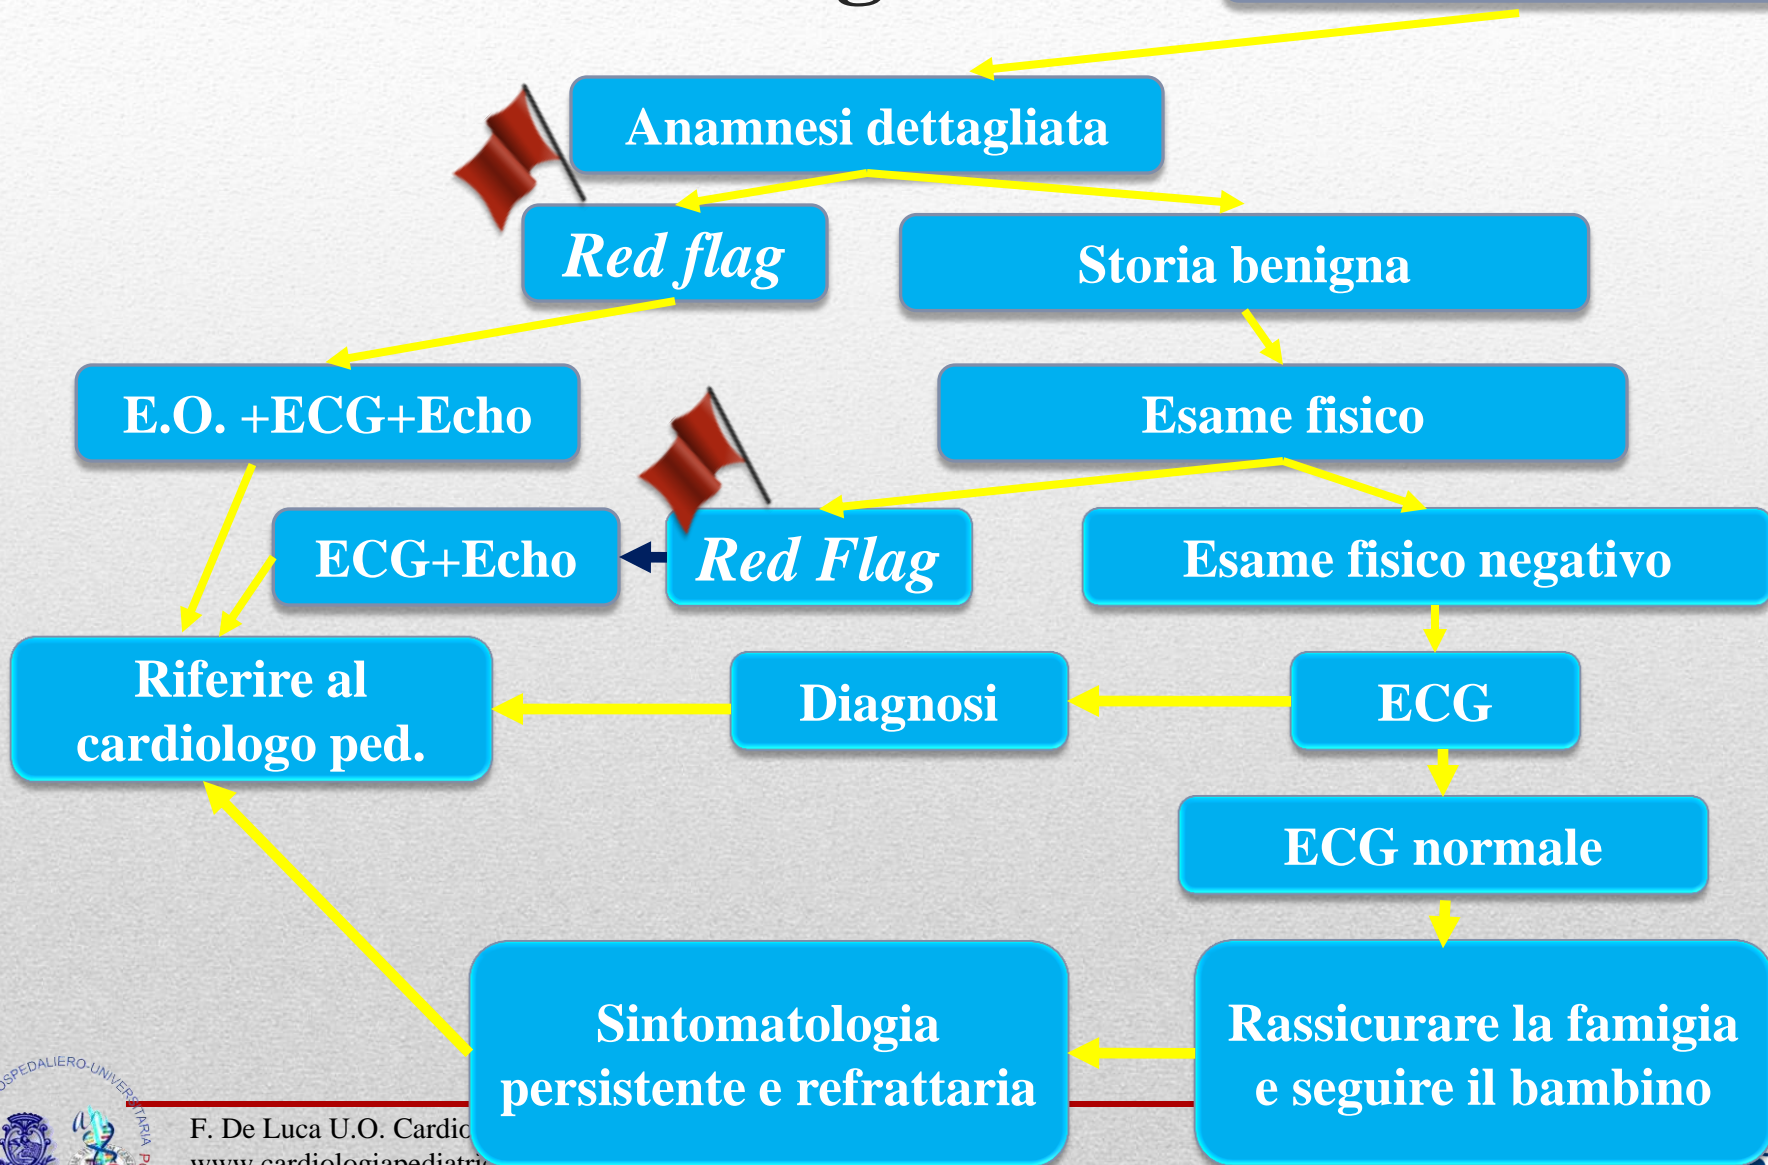 Anamnesi dettagliata
Red flag
Storia benigna
E.O. +ECG+Echo
Esame fisico
ECG+Echo
Red Flag
Esame fisico negativo
Riferire al
cardiologo ped.
Diagnosi
ECG
ECG normale
Sintomatologia
persistente e refrattaria
Rassicurare la famigia
e seguire il bambino
F. De Luca U.O.